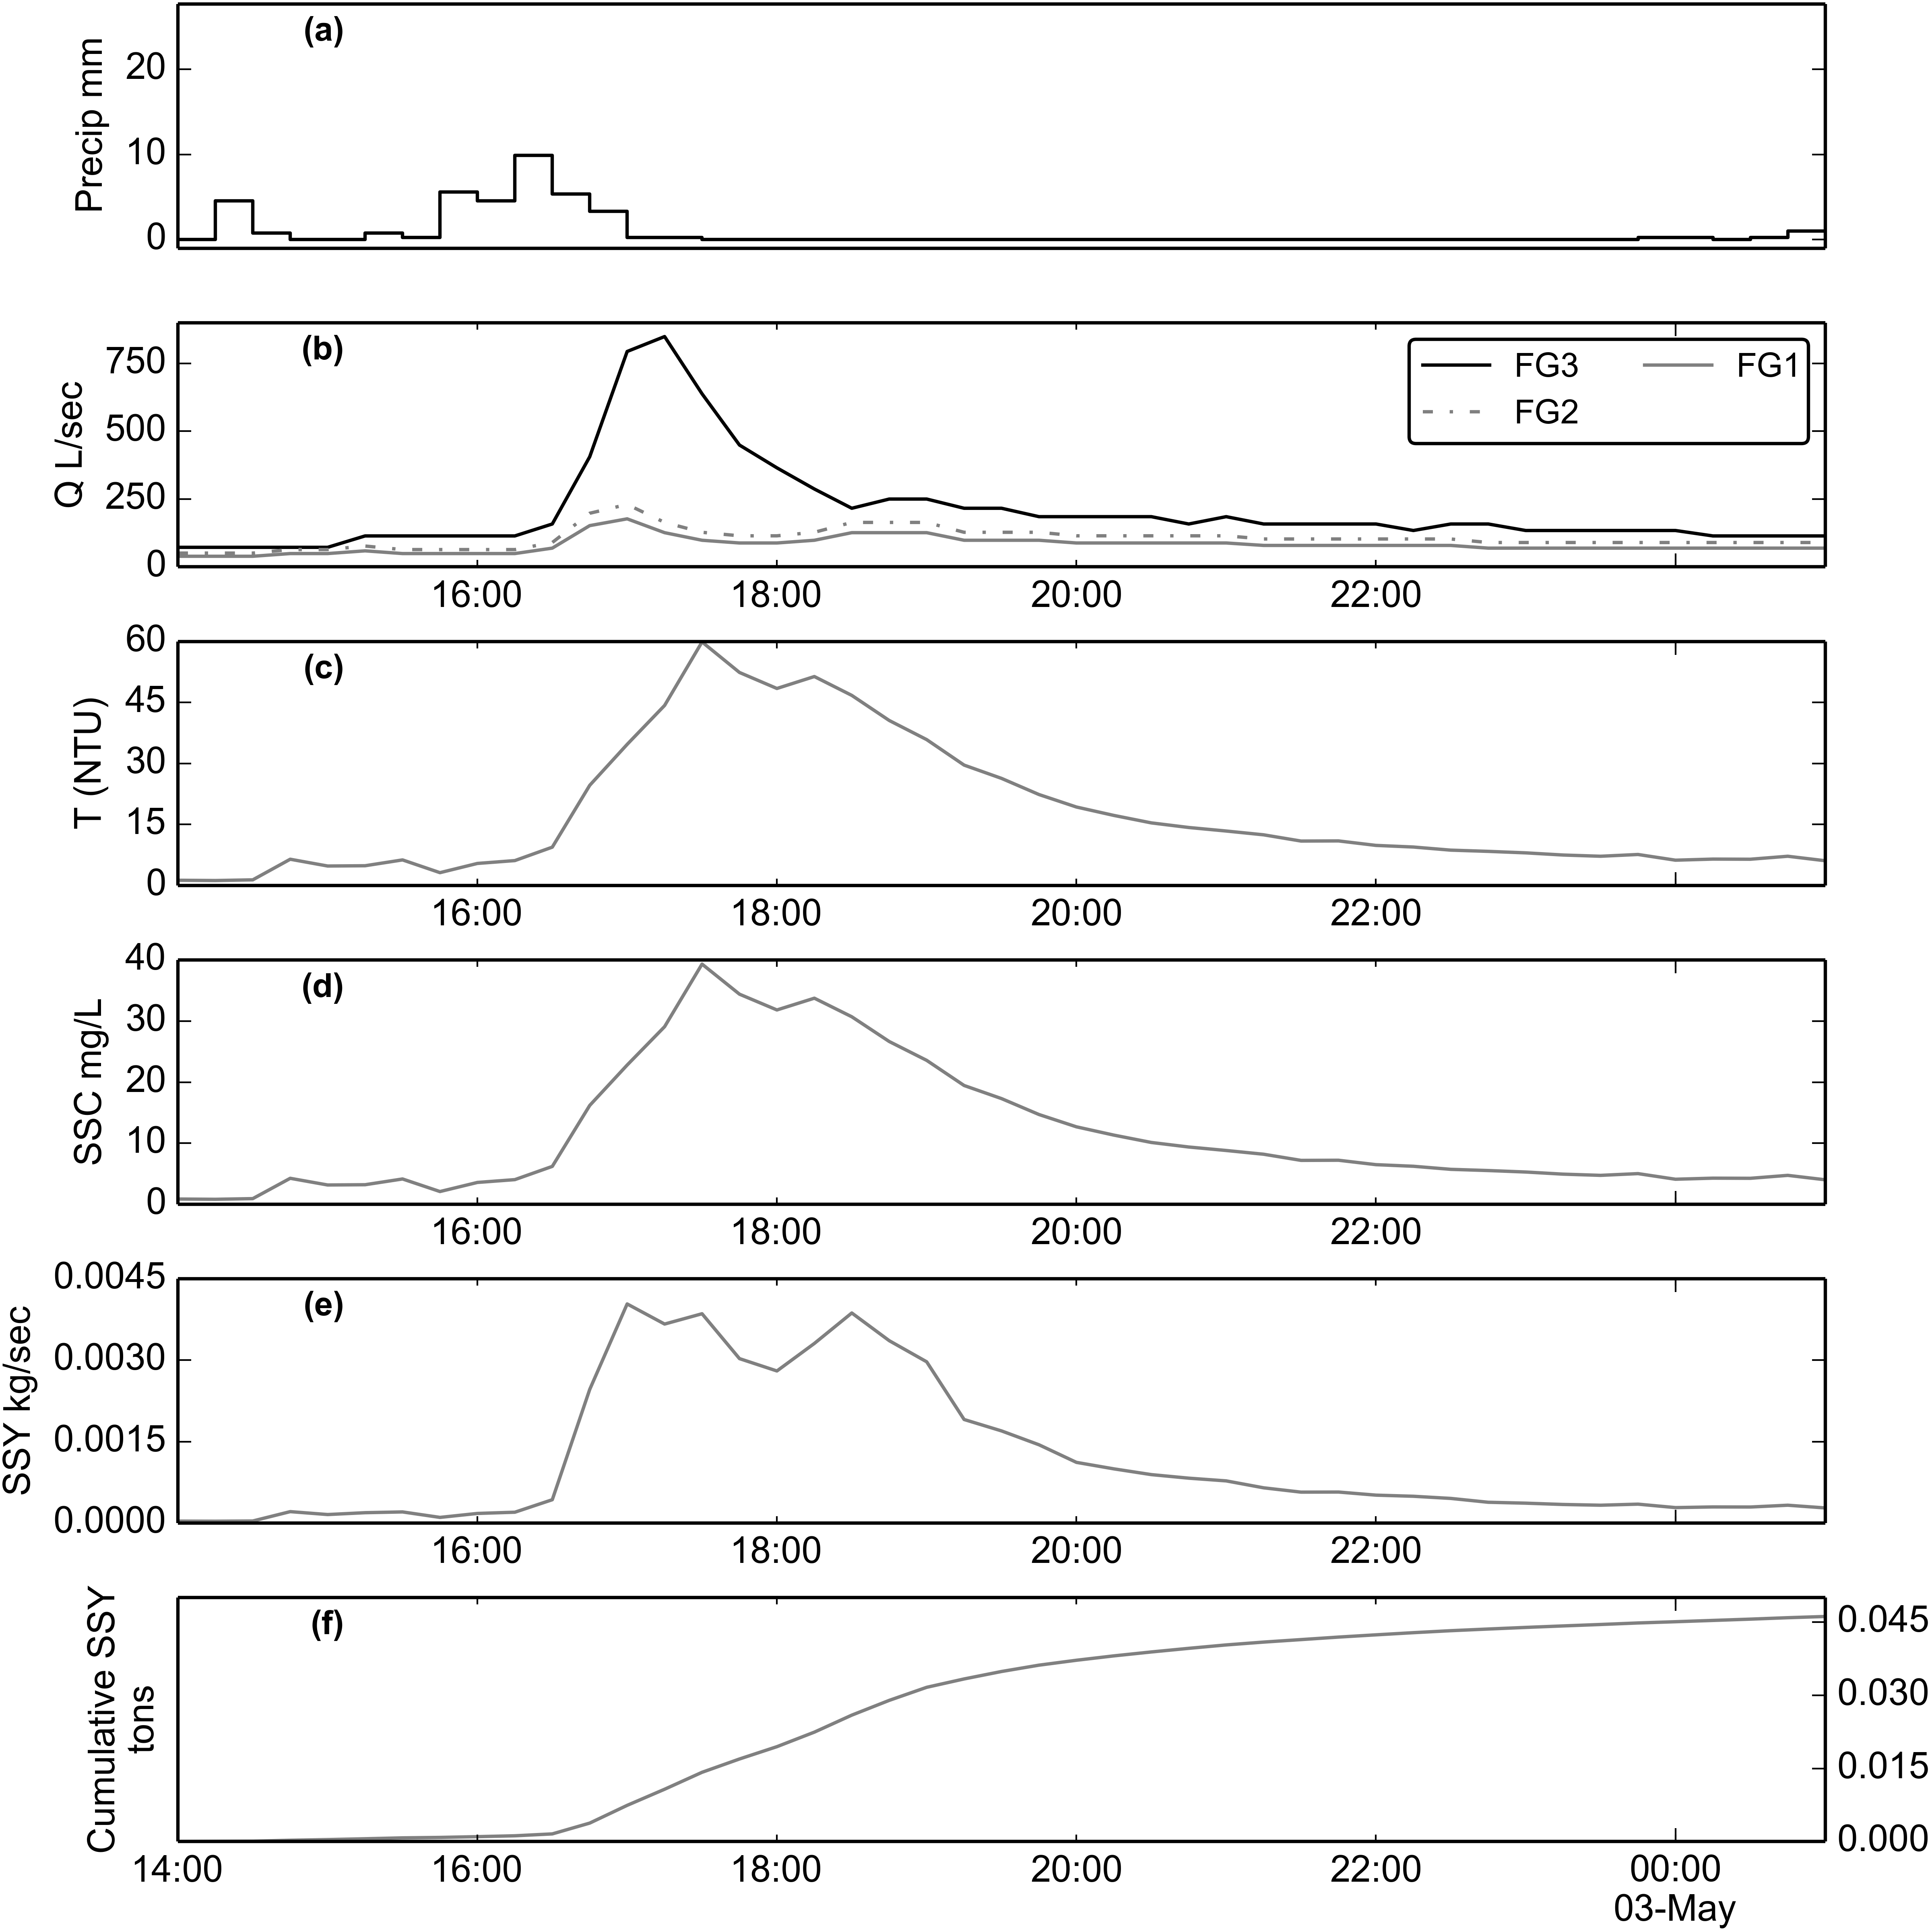 (a)
Precip mm
20
10
0
(b)
Q L/sec
750
500
250
0
FG3 FG1
FG2
16:00 18:00 20:00 22:00
(c)
T (NTU)
60
45
30
15
0
16:00 18:00 20:00 22:00
(d)
SSC mg/L
40
30
20
10
0
16:00 18:00 20:00 22:00
(e)
SSY kg/sec
0.0045
0.0030
0.0015
0.0000
16:00 18:00 20:00 22:00
(f)
Cumulative SSY
tons
0.045
0.030
0.015
0.000
14:00 16:00 18:00 20:00 22:00 00:00
03-May